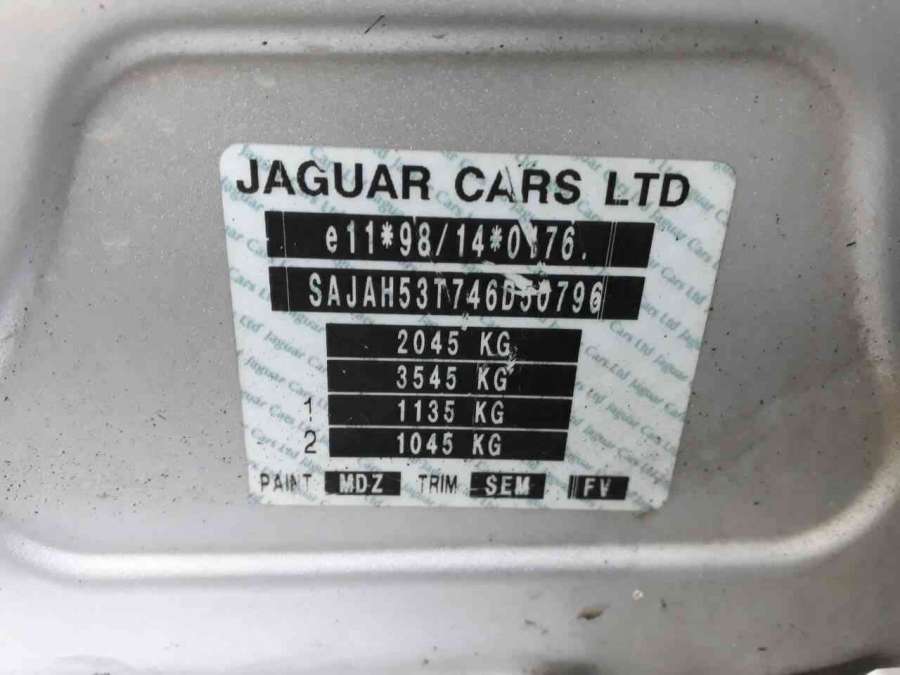 JAGUAR CARS LTD
e11*98/14*0176.
SAJAH53T746D50796
2045 KG
3545 KG
1 1135 KG
2 1045 KG
PAINT MDZ TRIM SEM FV